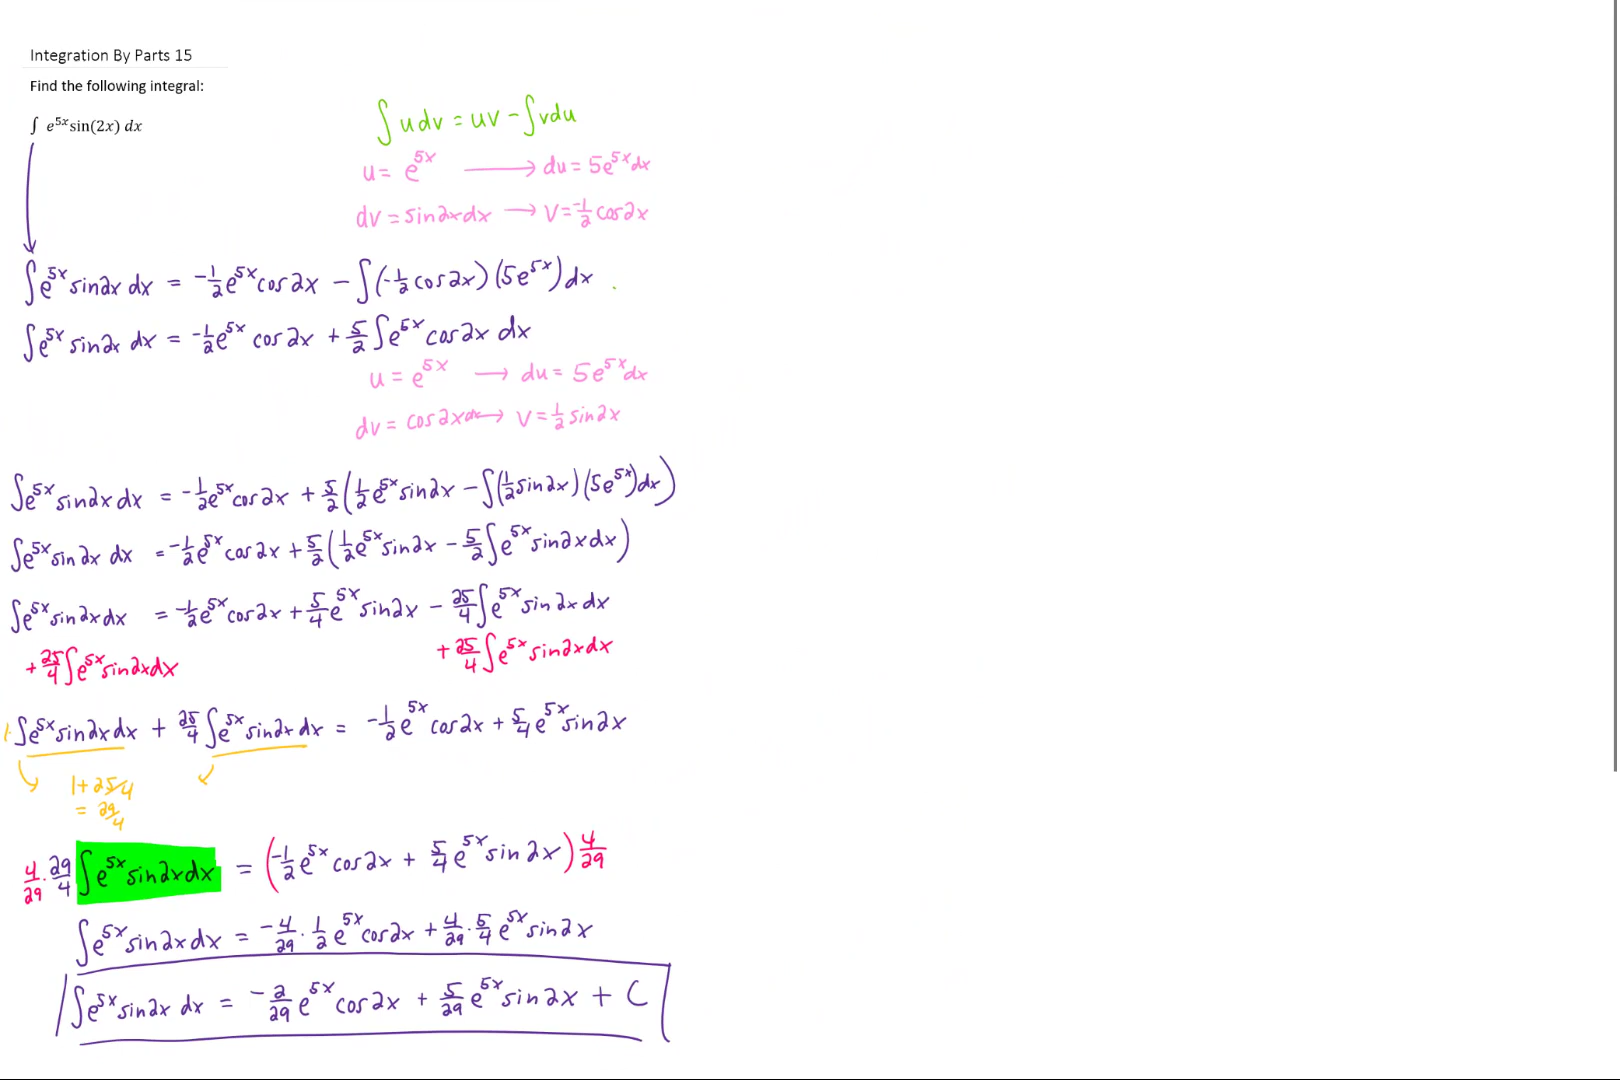 Integration By Parts 15
Find the following integral:
∫ e^{5x}sin(2x) dx
∫udv = uv - ∫vdu
u = e^{5x} ⟶ du = 5e^{5x}dx
dv = sin2xdx → v = -1/2 cos2x
∫e^{5x} sin2x dx = -1/2 e^{5x} cos2x - ∫(-1/2 cos2x)(5e^{5x})dx
∫e^{5x} sin2x dx = -1/2 e^{5x} cos2x + 5/2 ∫e^{5x} cos2x dx
u = e^{5x} → du = 5e^{5x}dx
dv = cos2xdx → v = 1/2 sin2x
∫e^{5x} sin2x dx = -1/2 e^{5x} cos2x + 5/2 (1/2 e^{5x} sin2x - ∫(1/2 sin2x)(5e^{5x})dx)
∫e^{5x} sin2x dx = -1/2 e^{5x} cos2x + 5/2 (1/2 e^{5x} sin2x - 5/2 ∫e^{5x} sin2xdx)
∫e^{5x} sin2xdx = -1/2 e^{5x} cos2x + 5/4 e^{5x} sin2x - 25/4 ∫e^{5x} sin2x dx
+25/4 ∫e^{5x} sin2xdx +25/4 ∫e^{5x} sin2xdx
1·∫e^{5x} sin2xdx + 25/4 ∫e^{5x} sin2x dx = -1/2 e^{5x} cos2x + 5/4 e^{5x} sin2x
1+25/4
= 29/4
4/29 · 29/4 ∫e^{5x} sin2xdx = (-1/2 e^{5x} cos2x + 5/4 e^{5x} sin2x) 4/29
∫e^{5x} sin2xdx = -4/29 · 1/2 e^{5x} cos2x + 4/29 · 5/4 e^{5x} sin2x
∫e^{5x} sin2x dx = -2/29 e^{5x} cos2x + 5/29 e^{5x} sin2x + C